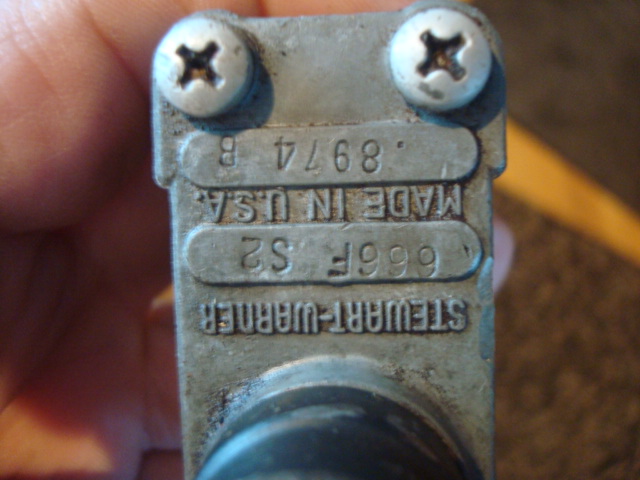 STEWART-WARNER
666F S2
MADE IN U.S.A.
.8974 B